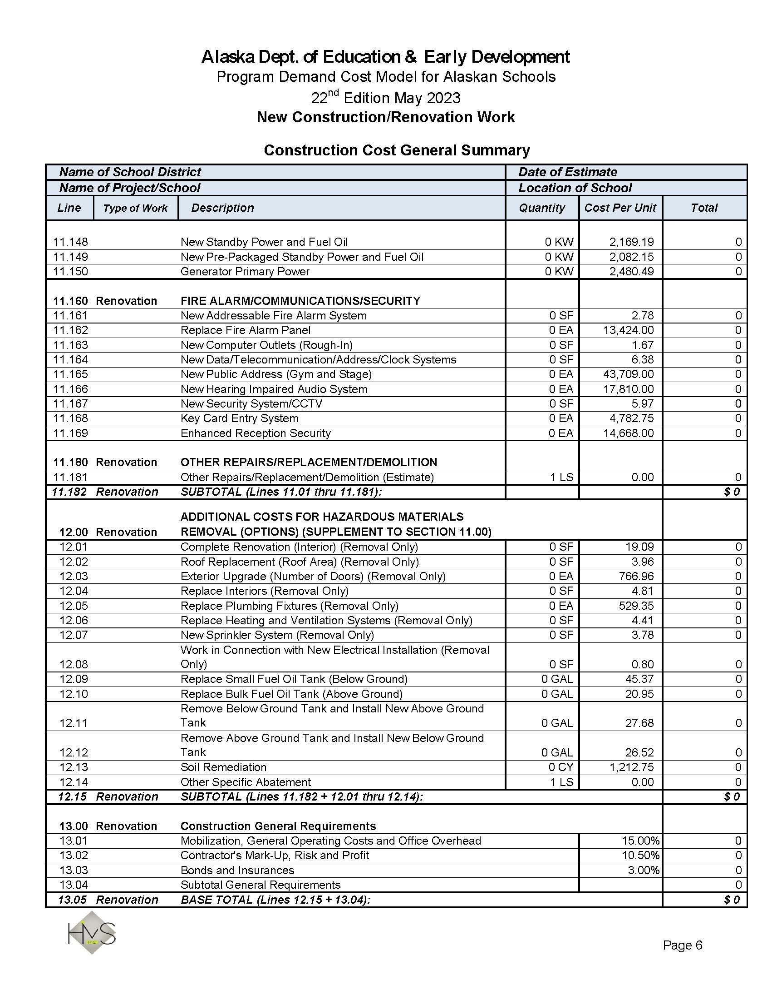 Alaska Dept. of Education & Early Development
Program Demand Cost Model for Alaskan Schools
22nd Edition May 2023
New Construction/Renovation Work
Construction Cost General Summary
Name of School District Date of Estimate
Name of Project/School Location of School
Line Type of Work Description Quantity Cost Per Unit Total
11.148 New Standby Power and Fuel Oil 0 KW 2,169.19 0
11.149 New Pre-Packaged Standby Power and Fuel Oil 0 KW 2,082.15 0
11.150 Generator Primary Power 0 KW 2,480.49 0
11.160 Renovation FIRE ALARM/COMMUNICATIONS/SECURITY
11.161 New Addressable Fire Alarm System 0 SF 2.78 0
11.162 Replace Fire Alarm Panel 0 EA 13,424.00 0
11.163 New Computer Outlets (Rough-In) 0 SF 1.67 0
11.164 New Data/Telecommunication/Address/Clock Systems 0 SF 6.38 0
11.165 New Public Address (Gym and Stage) 0 EA 43,709.00 0
11.166 New Hearing Impaired Audio System 0 EA 17,810.00 0
11.167 New Security System/CCTV 0 SF 5.97 0
11.168 Key Card Entry System 0 EA 4,782.75 0
11.169 Enhanced Reception Security 0 EA 14,668.00 0
11.180 Renovation OTHER REPAIRS/REPLACEMENT/DEMOLITION
11.181 Other Repairs/Replacement/Demolition (Estimate) 1 LS 0.00 0
11.182 Renovation SUBTOTAL (Lines 11.01 thru 11.181): $ 0
ADDITIONAL COSTS FOR HAZARDOUS MATERIALS
12.00 Renovation REMOVAL (OPTIONS) (SUPPLEMENT TO SECTION 11.00)
12.01 Complete Renovation (Interior) (Removal Only) 0 SF 19.09 0
12.02 Roof Replacement (Roof Area) (Removal Only) 0 SF 3.96 0
12.03 Exterior Upgrade (Number of Doors) (Removal Only) 0 EA 766.96 0
12.04 Replace Interiors (Removal Only) 0 SF 4.81 0
12.05 Replace Plumbing Fixtures (Removal Only) 0 EA 529.35 0
12.06 Replace Heating and Ventilation Systems (Removal Only) 0 SF 4.41 0
12.07 New Sprinkler System (Removal Only) 0 SF 3.78 0
Work in Connection with New Electrical Installation (Removal
12.08 Only) 0 SF 0.80 0
12.09 Replace Small Fuel Oil Tank (Below Ground) 0 GAL 45.37 0
12.10 Replace Bulk Fuel Oil Tank (Above Ground) 0 GAL 20.95 0
Remove Below Ground Tank and Install New Above Ground
12.11 Tank 0 GAL 27.68 0
Remove Above Ground Tank and Install New Below Ground
12.12 Tank 0 GAL 26.52 0
12.13 Soil Remediation 0 CY 1,212.75 0
12.14 Other Specific Abatement 1 LS 0.00 0
12.15 Renovation SUBTOTAL (Lines 11.182 + 12.01 thru 12.14): $ 0
13.00 Renovation Construction General Requirements
13.01 Mobilization, General Operating Costs and Office Overhead 15.00% 0
13.02 Contractor's Mark-Up, Risk and Profit 10.50% 0
13.03 Bonds and Insurances 3.00% 0
13.04 Subtotal General Requirements 0
13.05 Renovation BASE TOTAL (Lines 12.15 + 13.04): $ 0
HMS
INC.
Page 6